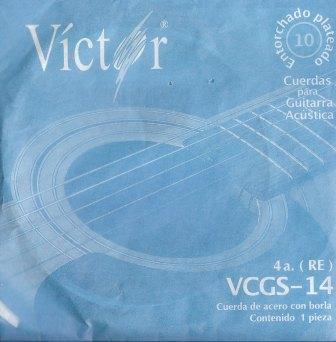 Víctor®
Entorchado plateado
10
Cuerdas
para
Guitarra
Acústica
4a. ( RE )
VCGS-14
Cuerda de acero con borla
Contenido 1 pieza